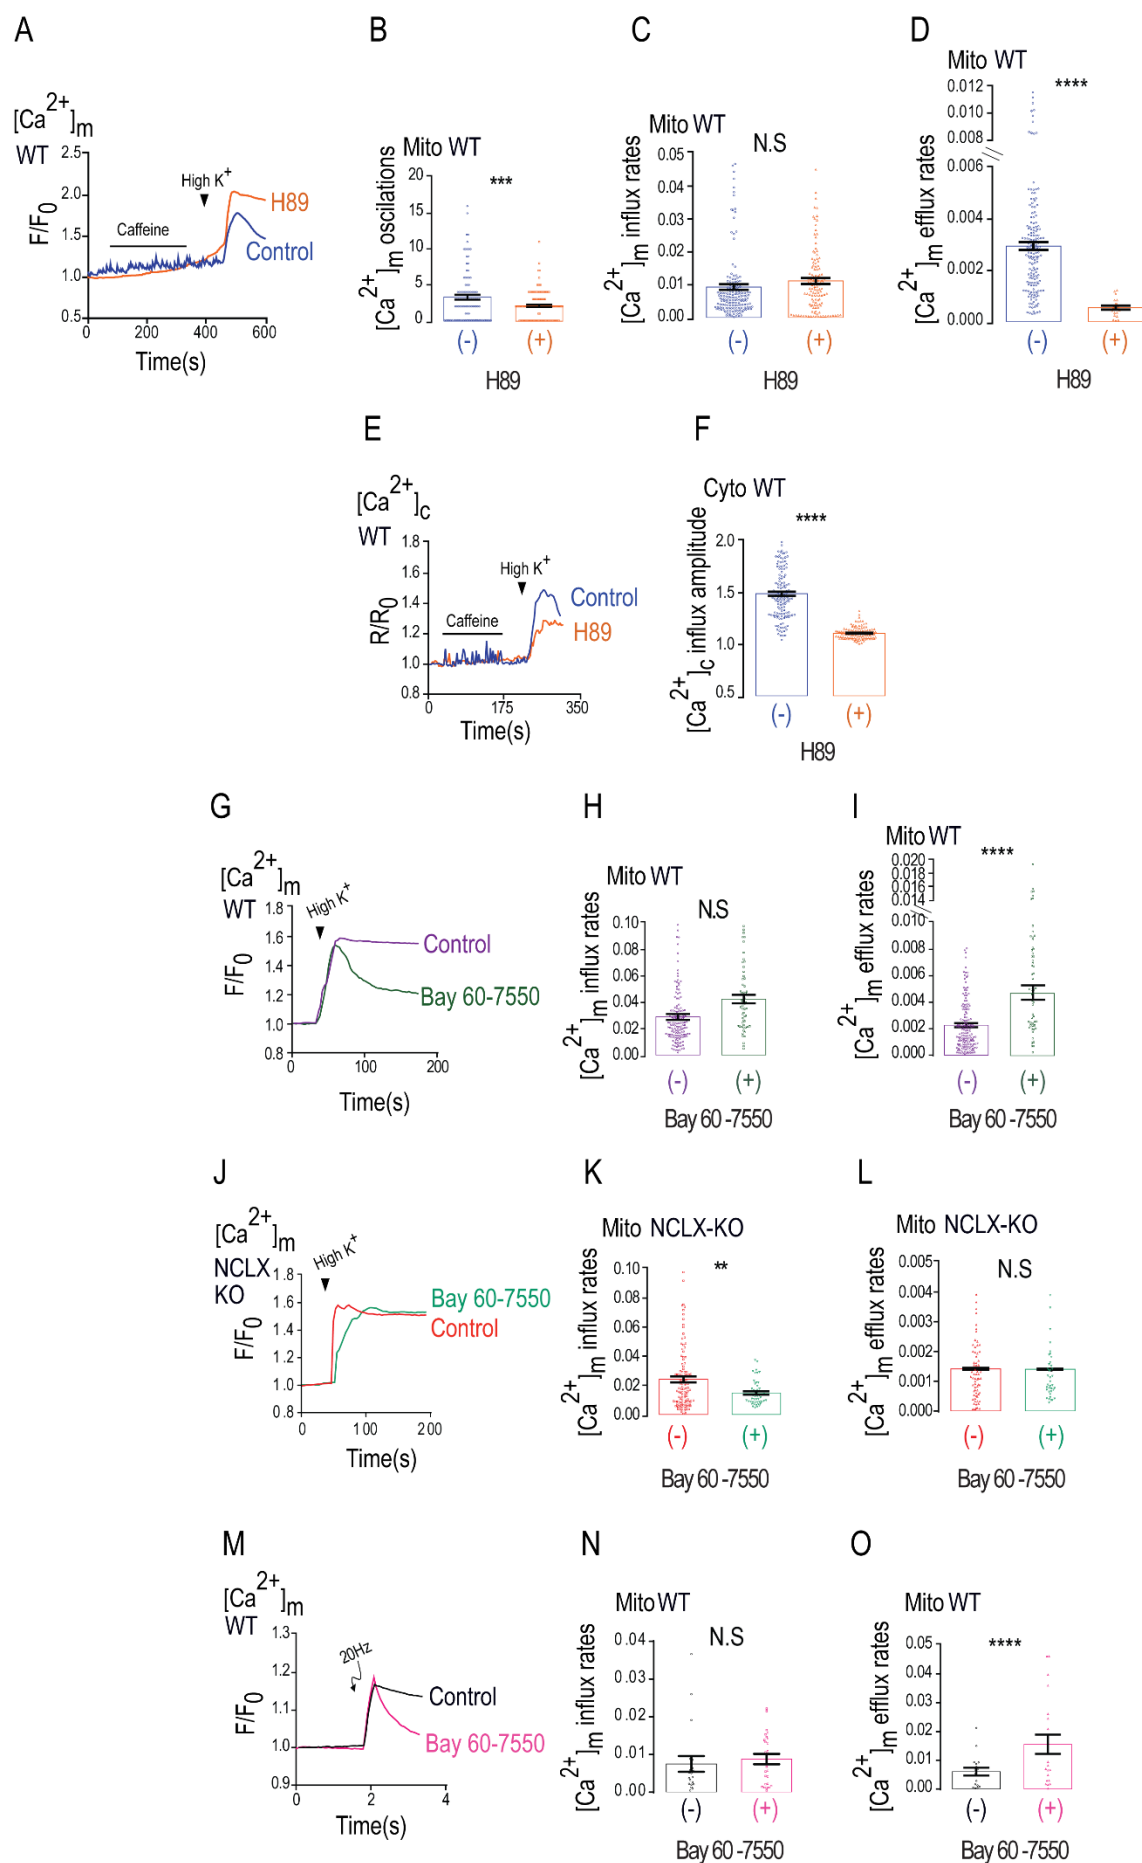 A
[Ca2+]m
WT
F/F0
2.5
2.0
1.5
1.0
0.5
Caffeine
High K+
H89
Control
0 200 400 600
Time(s)
B
Mito WT
***
[Ca2+]m oscilations
20
15
10
5
0
(-) (+)
H89
C
Mito WT
N.S
[Ca2+]m influx rates
0.05
0.04
0.03
0.02
0.01
0.00
(-) (+)
H89
D
Mito WT
****
[Ca2+]m efflux rates
0.012
0.010
0.008
0.006
0.004
0.002
0.000
(-) (+)
H89
E
[Ca2+]c
WT
R/R0
1.8
1.6
1.4
1.2
1.0
0.8
Caffeine
High K+
Control
H89
0 175 350
Time(s)
F
Cyto WT
****
[Ca2+]c influx amplitude
2.0
1.5
1.0
0.5
(-) (+)
H89
G
[Ca2+]m
WT
F/F0
1.8
1.6
1.4
1.2
1.0
0.8
High K+
Control
Bay 60-7550
0 100 200
Time(s)
H
Mito WT
N.S
[Ca2+]m influx rates
0.10
0.08
0.06
0.04
0.02
0.00
(-) (+)
Bay 60 -7550
I
Mito WT
****
[Ca2+]m efflux rates
0.020
0.018
0.016
0.014
0.010
0.008
0.006
0.004
0.002
0.000
(-) (+)
Bay 60 -7550
J
[Ca2+]m
NCLX
KO
F/F0
1.8
1.6
1.4
1.2
1.0
0.8
High K+
Bay 60-7550
Control
0 100 200
Time(s)
K
Mito NCLX-KO
**
[Ca2+]m influx rates
0.10
0.08
0.06
0.04
0.02
0.00
(-) (+)
Bay 60 -7550
L
Mito NCLX-KO
N.S
[Ca2+]m efflux rates
0.005
0.004
0.003
0.002
0.001
0.000
(-) (+)
Bay 60 -7550
M
[Ca2+]m
WT
F/F0
1.3
1.2
1.1
1.0
0.9
20Hz
Control
Bay 60-7550
0 2 4
Time(s)
N
Mito WT
N.S
[Ca2+]m influx rates
0.04
0.03
0.02
0.01
0.00
(-) (+)
Bay 60 -7550
O
Mito WT
****
[Ca2+]m efflux rates
0.05
0.04
0.03
0.02
0.01
0.00
(-) (+)
Bay 60 -7550